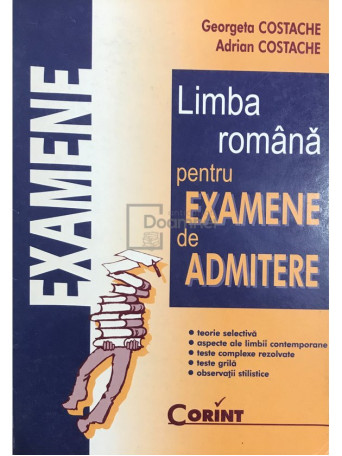 Georgeta COSTACHE
Adrian COSTACHE
EXAMENE
Limba
română
pentru
EXAMENE
de
ADMITERE
• teorie selectivă
• aspecte ale limbii contemporane
• teste complexe rezolvate
• teste grilă
• observații stilistice
CORINT